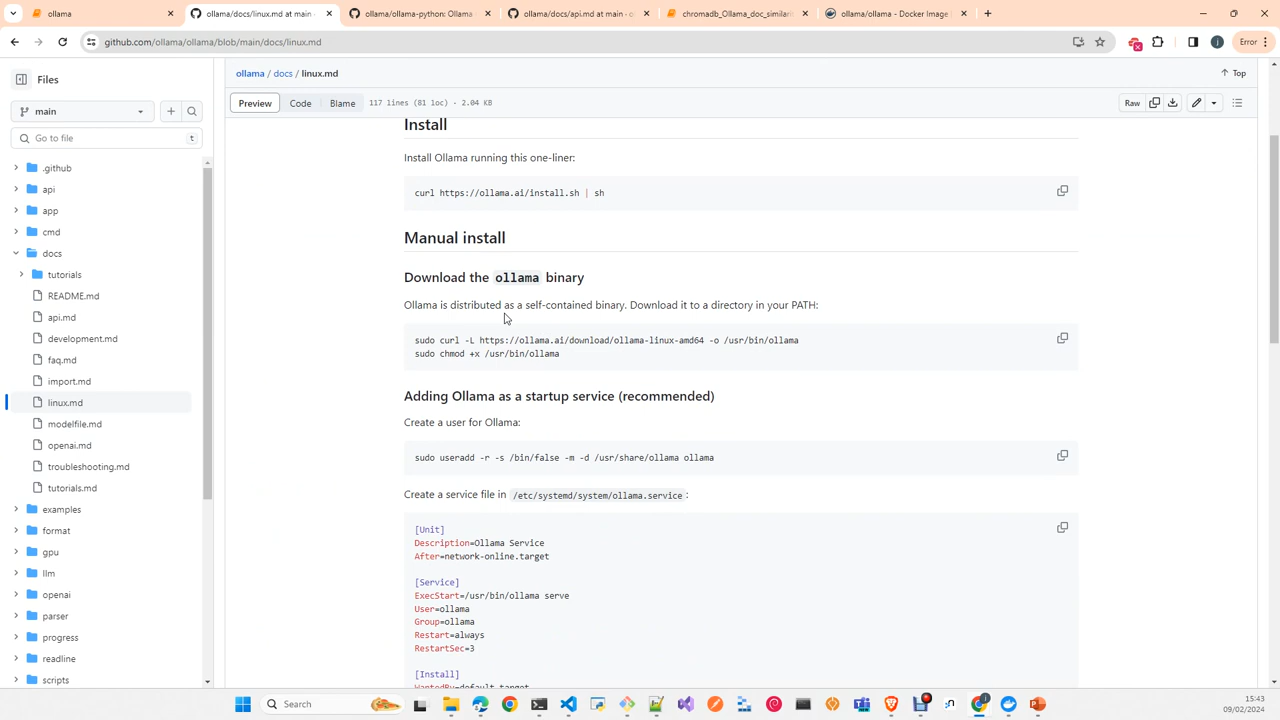 ollama
ollama/docs/linux.md at main
ollama/ollama-python: Ollama
ollama/docs/api.md at main · o
chromadb_Ollama_doc_similari
ollama/ollama - Docker Image
github.com/ollama/ollama/blob/main/docs/linux.md
Error
Files
ollama / docs / linux.md
Top
main
Preview
Code
Blame
117 lines (81 loc) · 2.04 KB
Raw
Go to file
t
.github
api
app
cmd
docs
tutorials
README.md
api.md
development.md
faq.md
import.md
linux.md
modelfile.md
openai.md
troubleshooting.md
tutorials.md
examples
format
gpu
llm
openai
parser
progress
readline
scripts
Install
Install Ollama running this one-liner:
curl https://ollama.ai/install.sh | sh
Manual install
Download the ollama binary
Ollama is distributed as a self-contained binary. Download it to a directory in your PATH:
sudo curl -L https://ollama.ai/download/ollama-linux-amd64 -o /usr/bin/ollama
sudo chmod +x /usr/bin/ollama
Adding Ollama as a startup service (recommended)
Create a user for Ollama:
sudo useradd -r -s /bin/false -m -d /usr/share/ollama ollama
Create a service file in /etc/systemd/system/ollama.service :
[Unit]
Description=Ollama Service
After=network-online.target
[Service]
ExecStart=/usr/bin/ollama serve
User=ollama
Group=ollama
Restart=always
RestartSec=3
[Install]
WantedBy=default.target
Search
15:43
09/02/2024